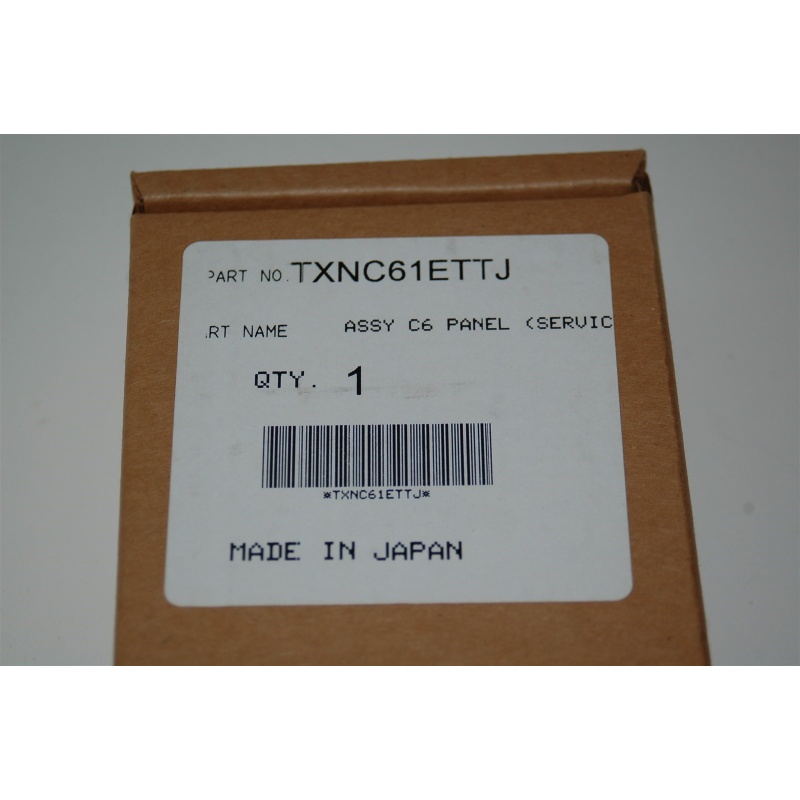 PART NO. TXNC61ETTJ
RT NAME ASSY C6 PANEL (SERVIC
QTY. 1
*TXNC61ETTJ*
MADE IN JAPAN